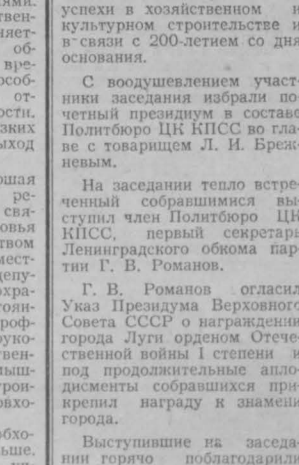 успехи в хозяйственном и
культурном строительстве и
в связи с 200-летием со дня
основания.
С воодушевлением участ-
ники заседания избрали по-
четный президиум в составе
Политбюро ЦК КПСС во гла-
ве с товарищем Л. И. Бреж-
невым.
На заседании тепло встре-
ченный собравшимися вы-
ступил член Политбюро ЦК
КПСС, первый секретарь
Ленинградского обкома пар-
тии Г. В. Романов.
Г. В. Романов огласил
Указ Президума Верховного
Совета СССР о награждении
города Луги орденом Отече-
ственной войны I степени и
под продолжительные апло-
дисменты собравшихся при-
крепил награду к знамени
города.
Выступившие на заседа-
нии горячо поблагодарили